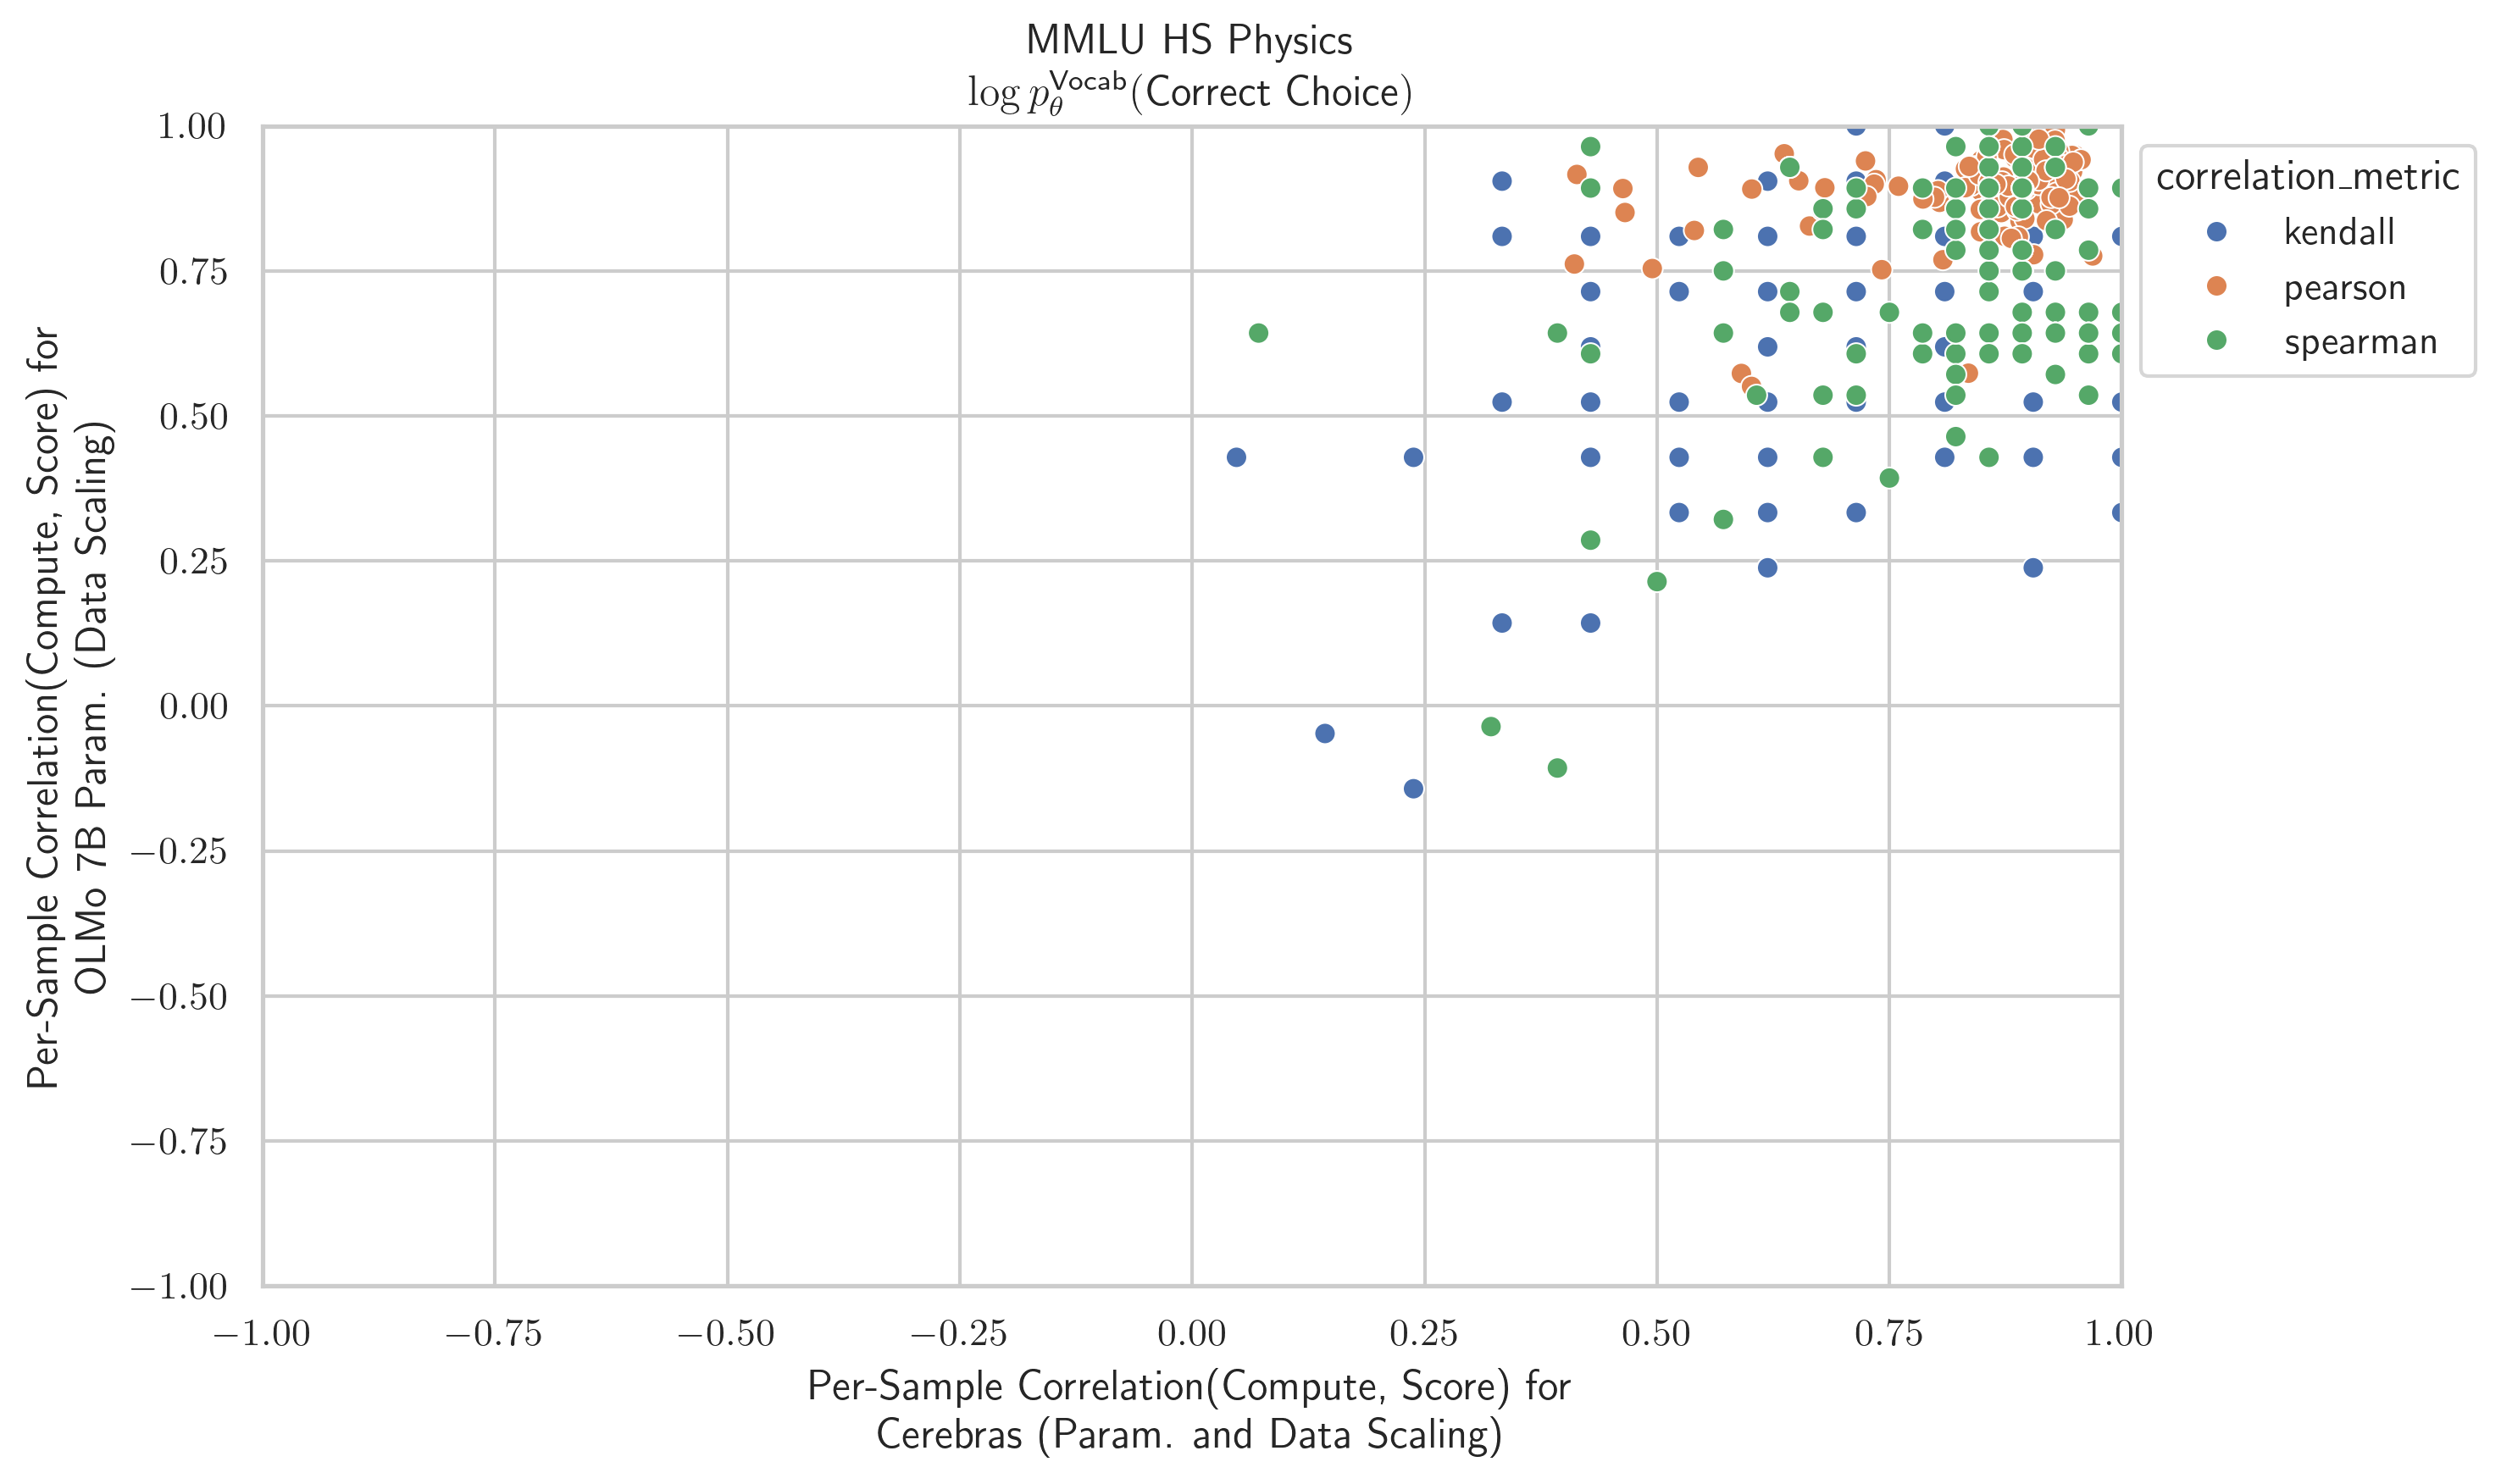 MMLU HS Physics
log p_θ^Vocab(Correct Choice)
Per-Sample Correlation(Compute, Score) for
OLMo 7B Param. (Data Scaling)
1.00
0.75
0.50
0.25
0.00
−0.25
−0.50
−0.75
−1.00
−1.00 −0.75 −0.50 −0.25 0.00 0.25 0.50 0.75 1.00
Per-Sample Correlation(Compute, Score) for
Cerebras (Param. and Data Scaling)
correlation_metric
kendall
pearson
spearman